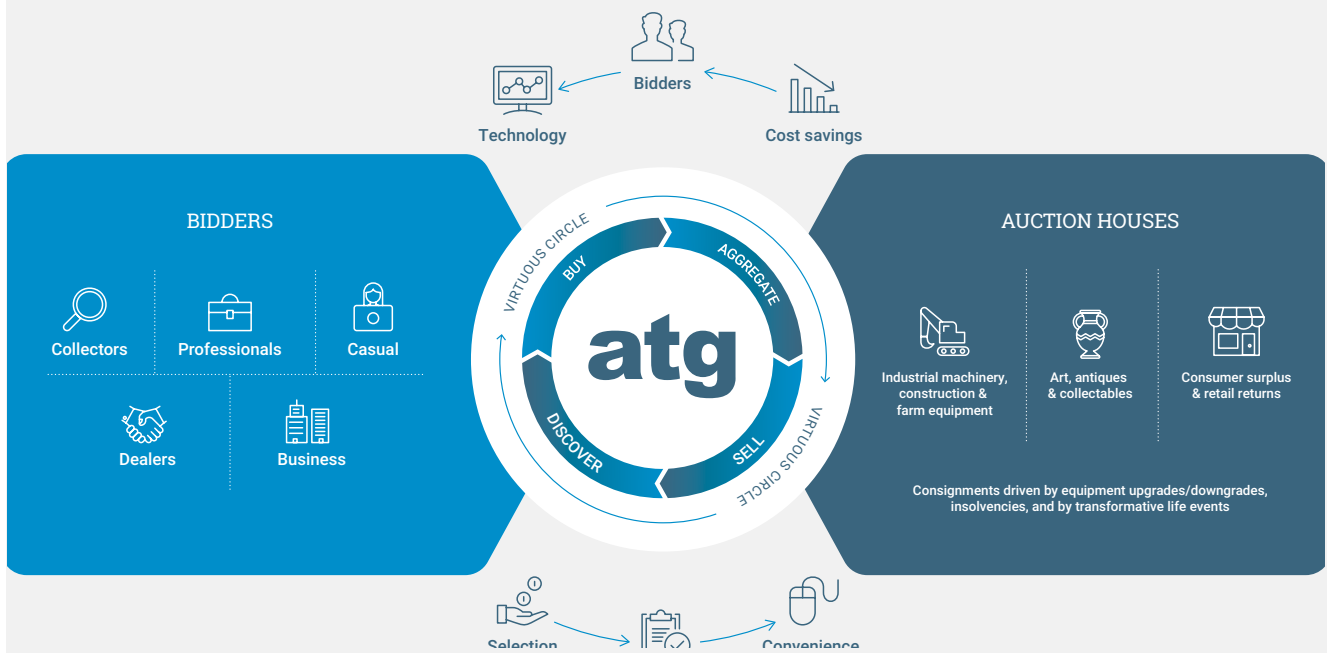 Bidders
Technology
Cost savings
BIDDERS
Collectors
Professionals
Casual
Dealers
Business
VIRTUOUS CIRCLE
BUY
AGGREGATE
atg
DISCOVER
SELL
VIRTUOUS CIRCLE
AUCTION HOUSES
Industrial machinery,
construction &
farm equipment
Art, antiques
& collectables
Consumer surplus
& retail returns
Consignments driven by equipment upgrades/downgrades,
insolvencies, and by transformative life events
Selection
Convenience